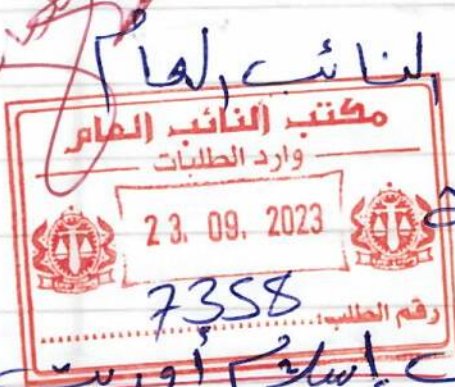 النائب العام
مكتب النائب العام
وارد الطلبات
23. 09. 2023
رقم الطلب: 7358